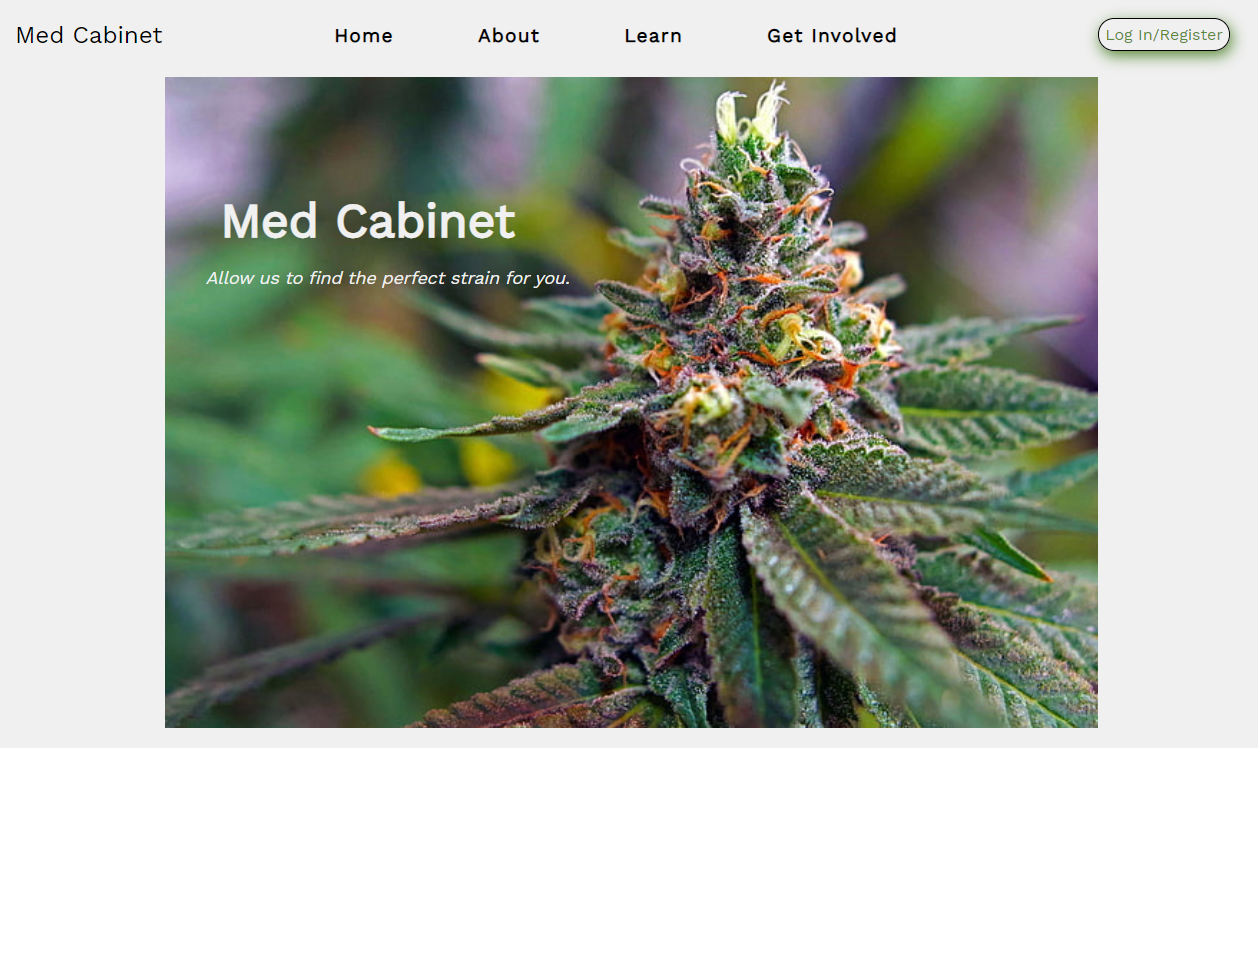 Med Cabinet
Home
About
Learn
Get Involved
Log In/Register
Med Cabinet
Allow us to find the perfect strain for you.